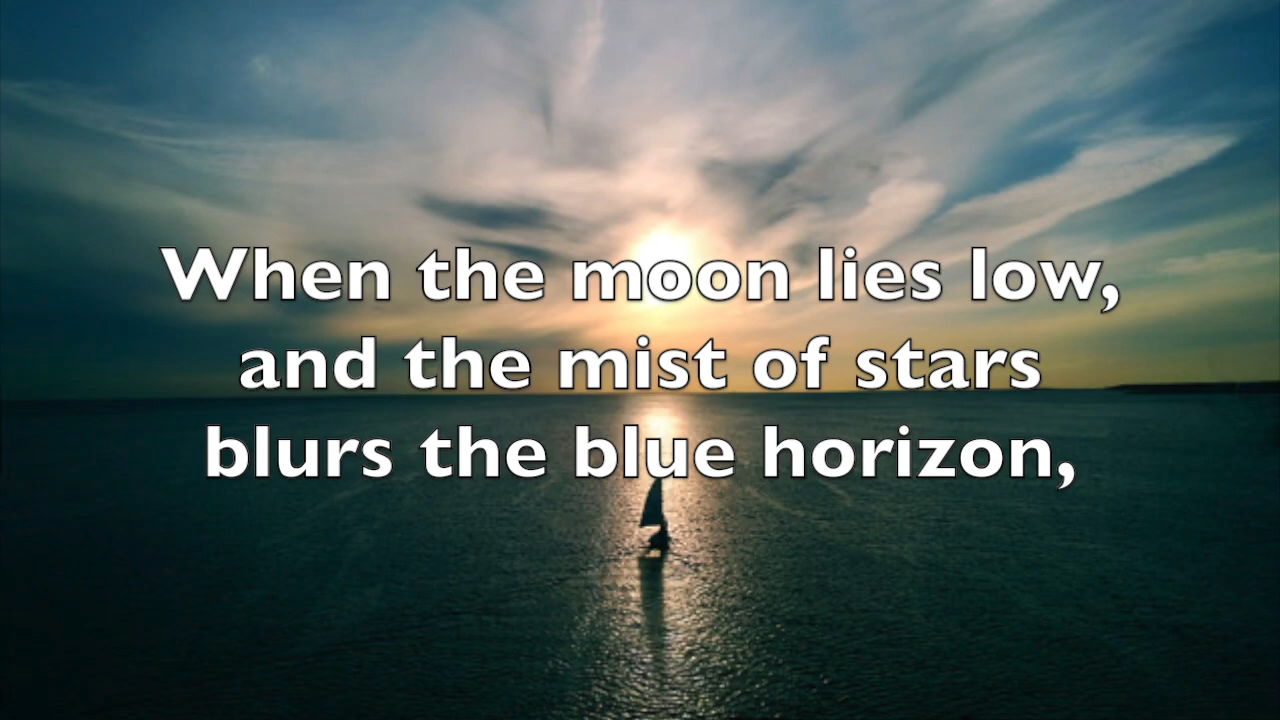 When the moon lies low,
and the mist of stars
blurs the blue horizon,